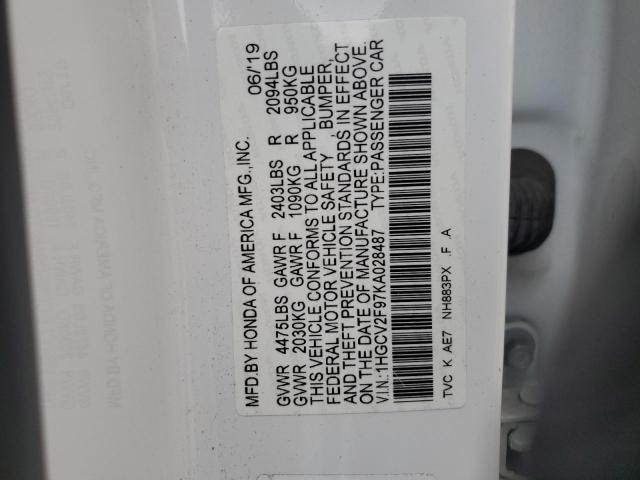 MFD.BY HONDA OF AMERICA MFG.,INC. 06/'19
GVWR 4475LBS GAWR F 2403LBS R 2094LBS
GVWR 2030KG GAWR F 1090KG R 950KG
THIS VEHICLE CONFORMS TO ALL APPLICABLE
FEDERAL MOTOR VEHICLE SAFETY , BUMPER,
AND THEFT PREVENTION STANDARDS IN EFFECT
ON THE DATE OF MANUFACTURE SHOWN ABOVE.
V.I.N.:1HGCV2F97KA028487 TYPE:PASSENGER CAR
TVC K AE7 NH883PX .F .A